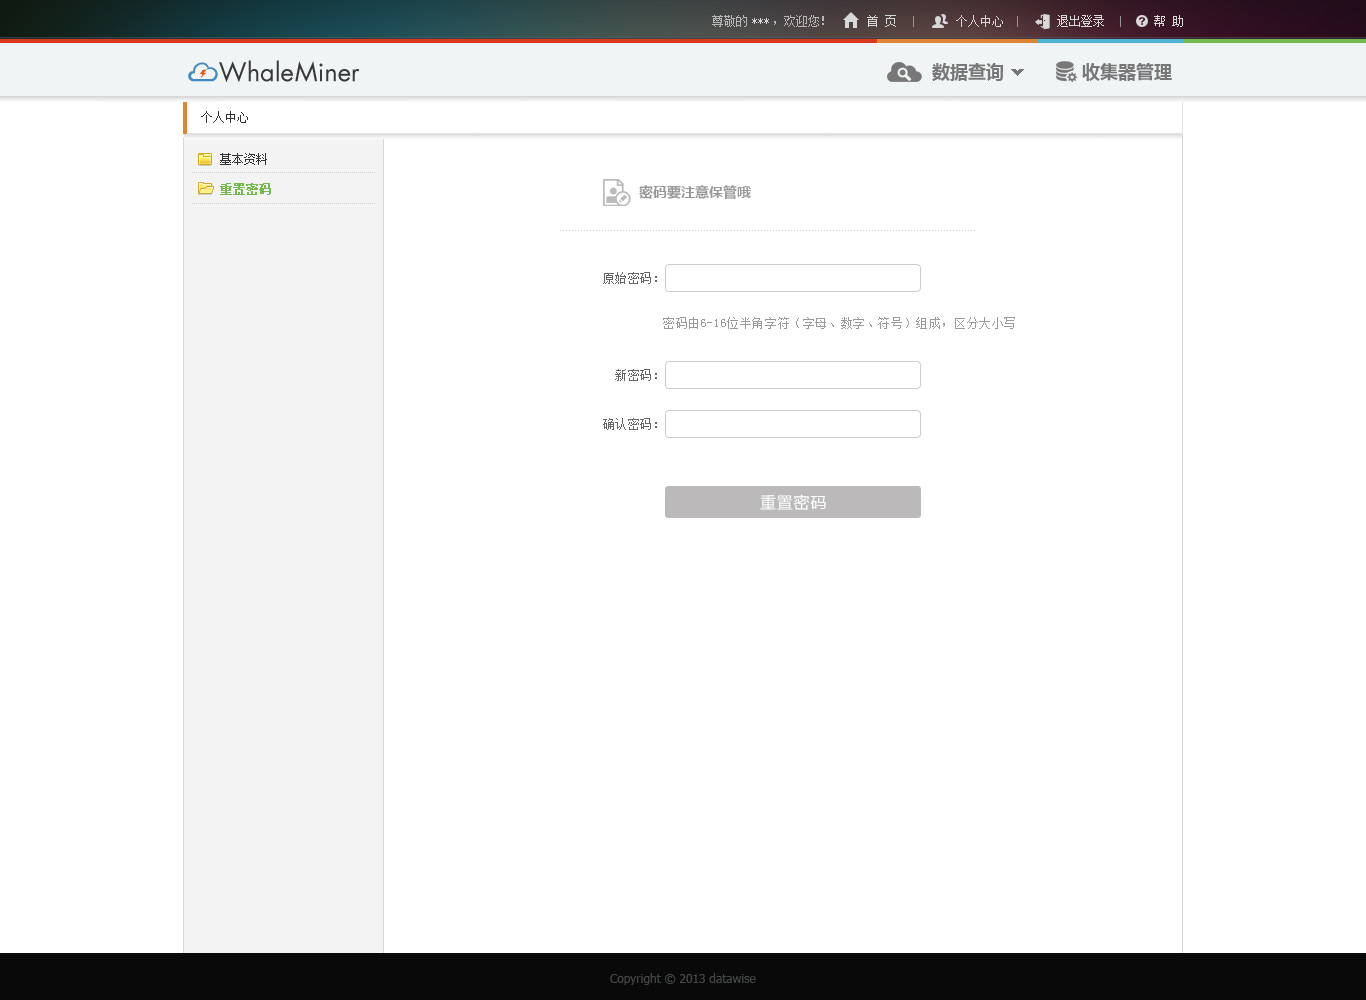 尊敬的 *** ，欢迎您！ 首 页 | 个人中心 | 退出登录 | 帮 助
WhaleMiner 数据查询 收集器管理
个人中心
基本资料
重置密码
密码要注意保管哦
原始密码：
密码由6-16位半角字符（字母、数字、符号）组成，区分大小写
新密码：
确认密码：
重置密码
Copyright © 2013 datawise